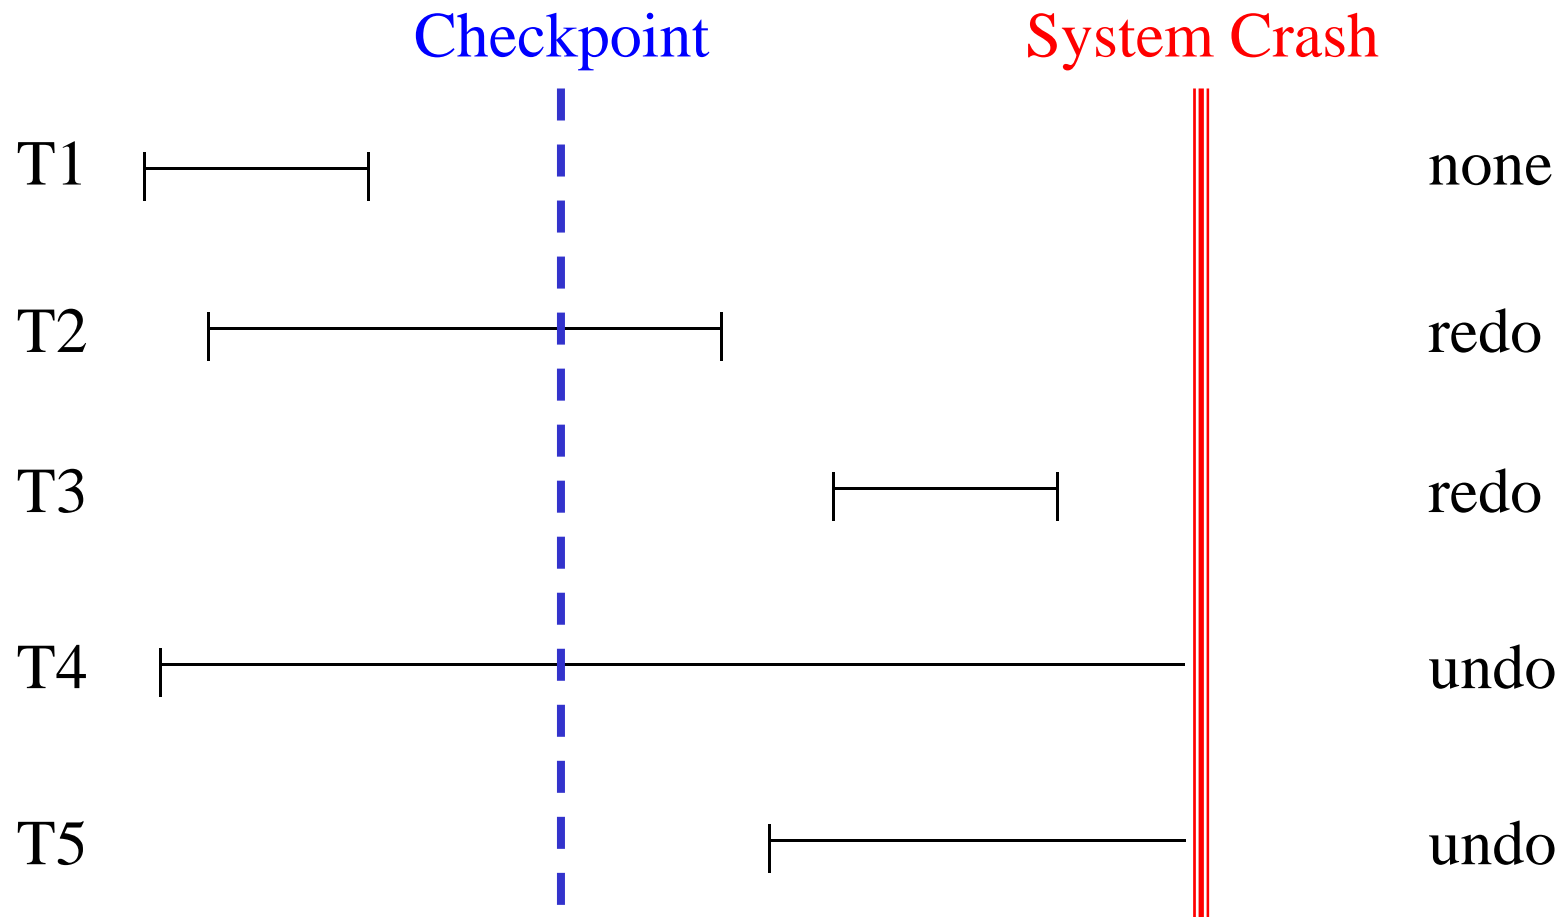 Checkpoint System Crash
T1 none
T2 redo
T3 redo
T4 undo
T5 undo